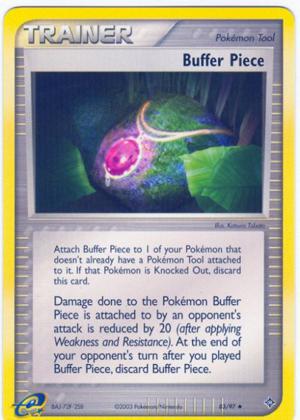 TRAINER
Pokémon Tool
Buffer Piece
Illus. Katsura Tabata
Attach Buffer Piece to 1 of your Pokémon that
doesn't already have a Pokémon Tool attached
to it. If that Pokémon is Knocked Out, discard
this card.
Damage done to the Pokémon Buffer
Piece is attached to by an opponent's
attack is reduced by 20 (after applying
Weakness and Resistance). At the end of
your opponent's turn after you played
Buffer Piece, discard Buffer Piece.
e
©2003 Pokémon/Nintendo
83/97